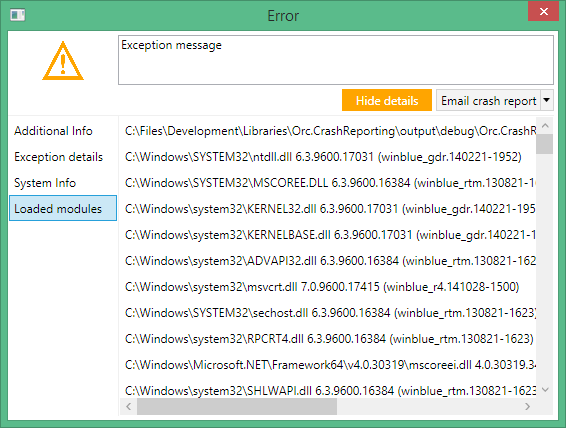 Error
Exception message
Hide details
Email crash report
Additional Info
Exception details
System Info
Loaded modules
C:\Files\Development\Libraries\Orc.CrashReporting\output\debug\Orc.CrashR
C:\Windows\SYSTEM32\ntdll.dll 6.3.9600.17031 (winblue_gdr.140221-1952)
C:\Windows\SYSTEM32\MSCOREE.DLL 6.3.9600.16384 (winblue_rtm.130821-1
C:\Windows\system32\KERNEL32.dll 6.3.9600.17031 (winblue_gdr.140221-195
C:\Windows\system32\KERNELBASE.dll 6.3.9600.17031 (winblue_gdr.140221-1
C:\Windows\system32\ADVAPI32.dll 6.3.9600.16384 (winblue_rtm.130821-162
C:\Windows\system32\msvcrt.dll 7.0.9600.17415 (winblue_r4.141028-1500)
C:\Windows\SYSTEM32\sechost.dll 6.3.9600.16384 (winblue_rtm.130821-1623)
C:\Windows\system32\RPCRT4.dll 6.3.9600.16384 (winblue_rtm.130821-1623)
C:\Windows\Microsoft.NET\Framework64\v4.0.30319\mscoreei.dll 4.0.30319.34
C:\Windows\system32\SHLWAPI.dll 6.3.9600.16384 (winblue_rtm.130821-1623